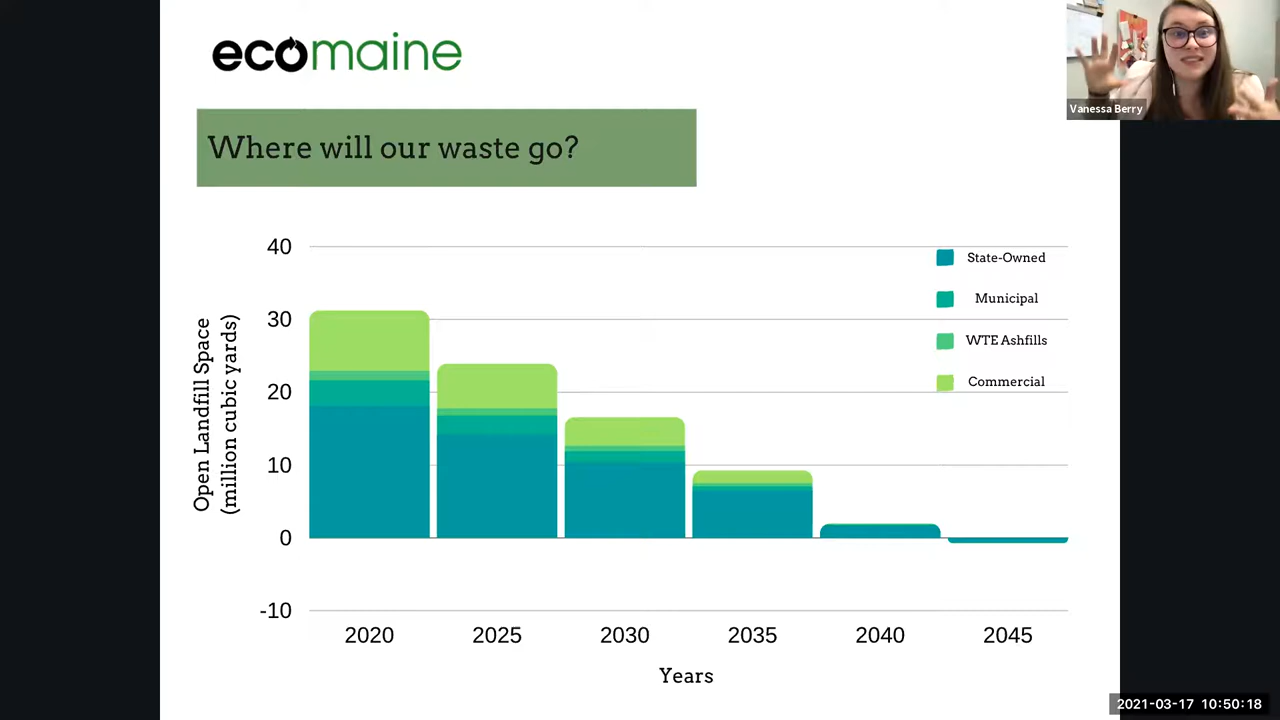 ecomaine
Vanessa Berry
Where will our waste go?
Open Landfill Space
(million cubic yards)
40
30
20
10
0
-10
State-Owned
Municipal
WTE Ashfills
Commercial
2020 2025 2030 2035 2040 2045
Years
2021-03-17 10:50:18